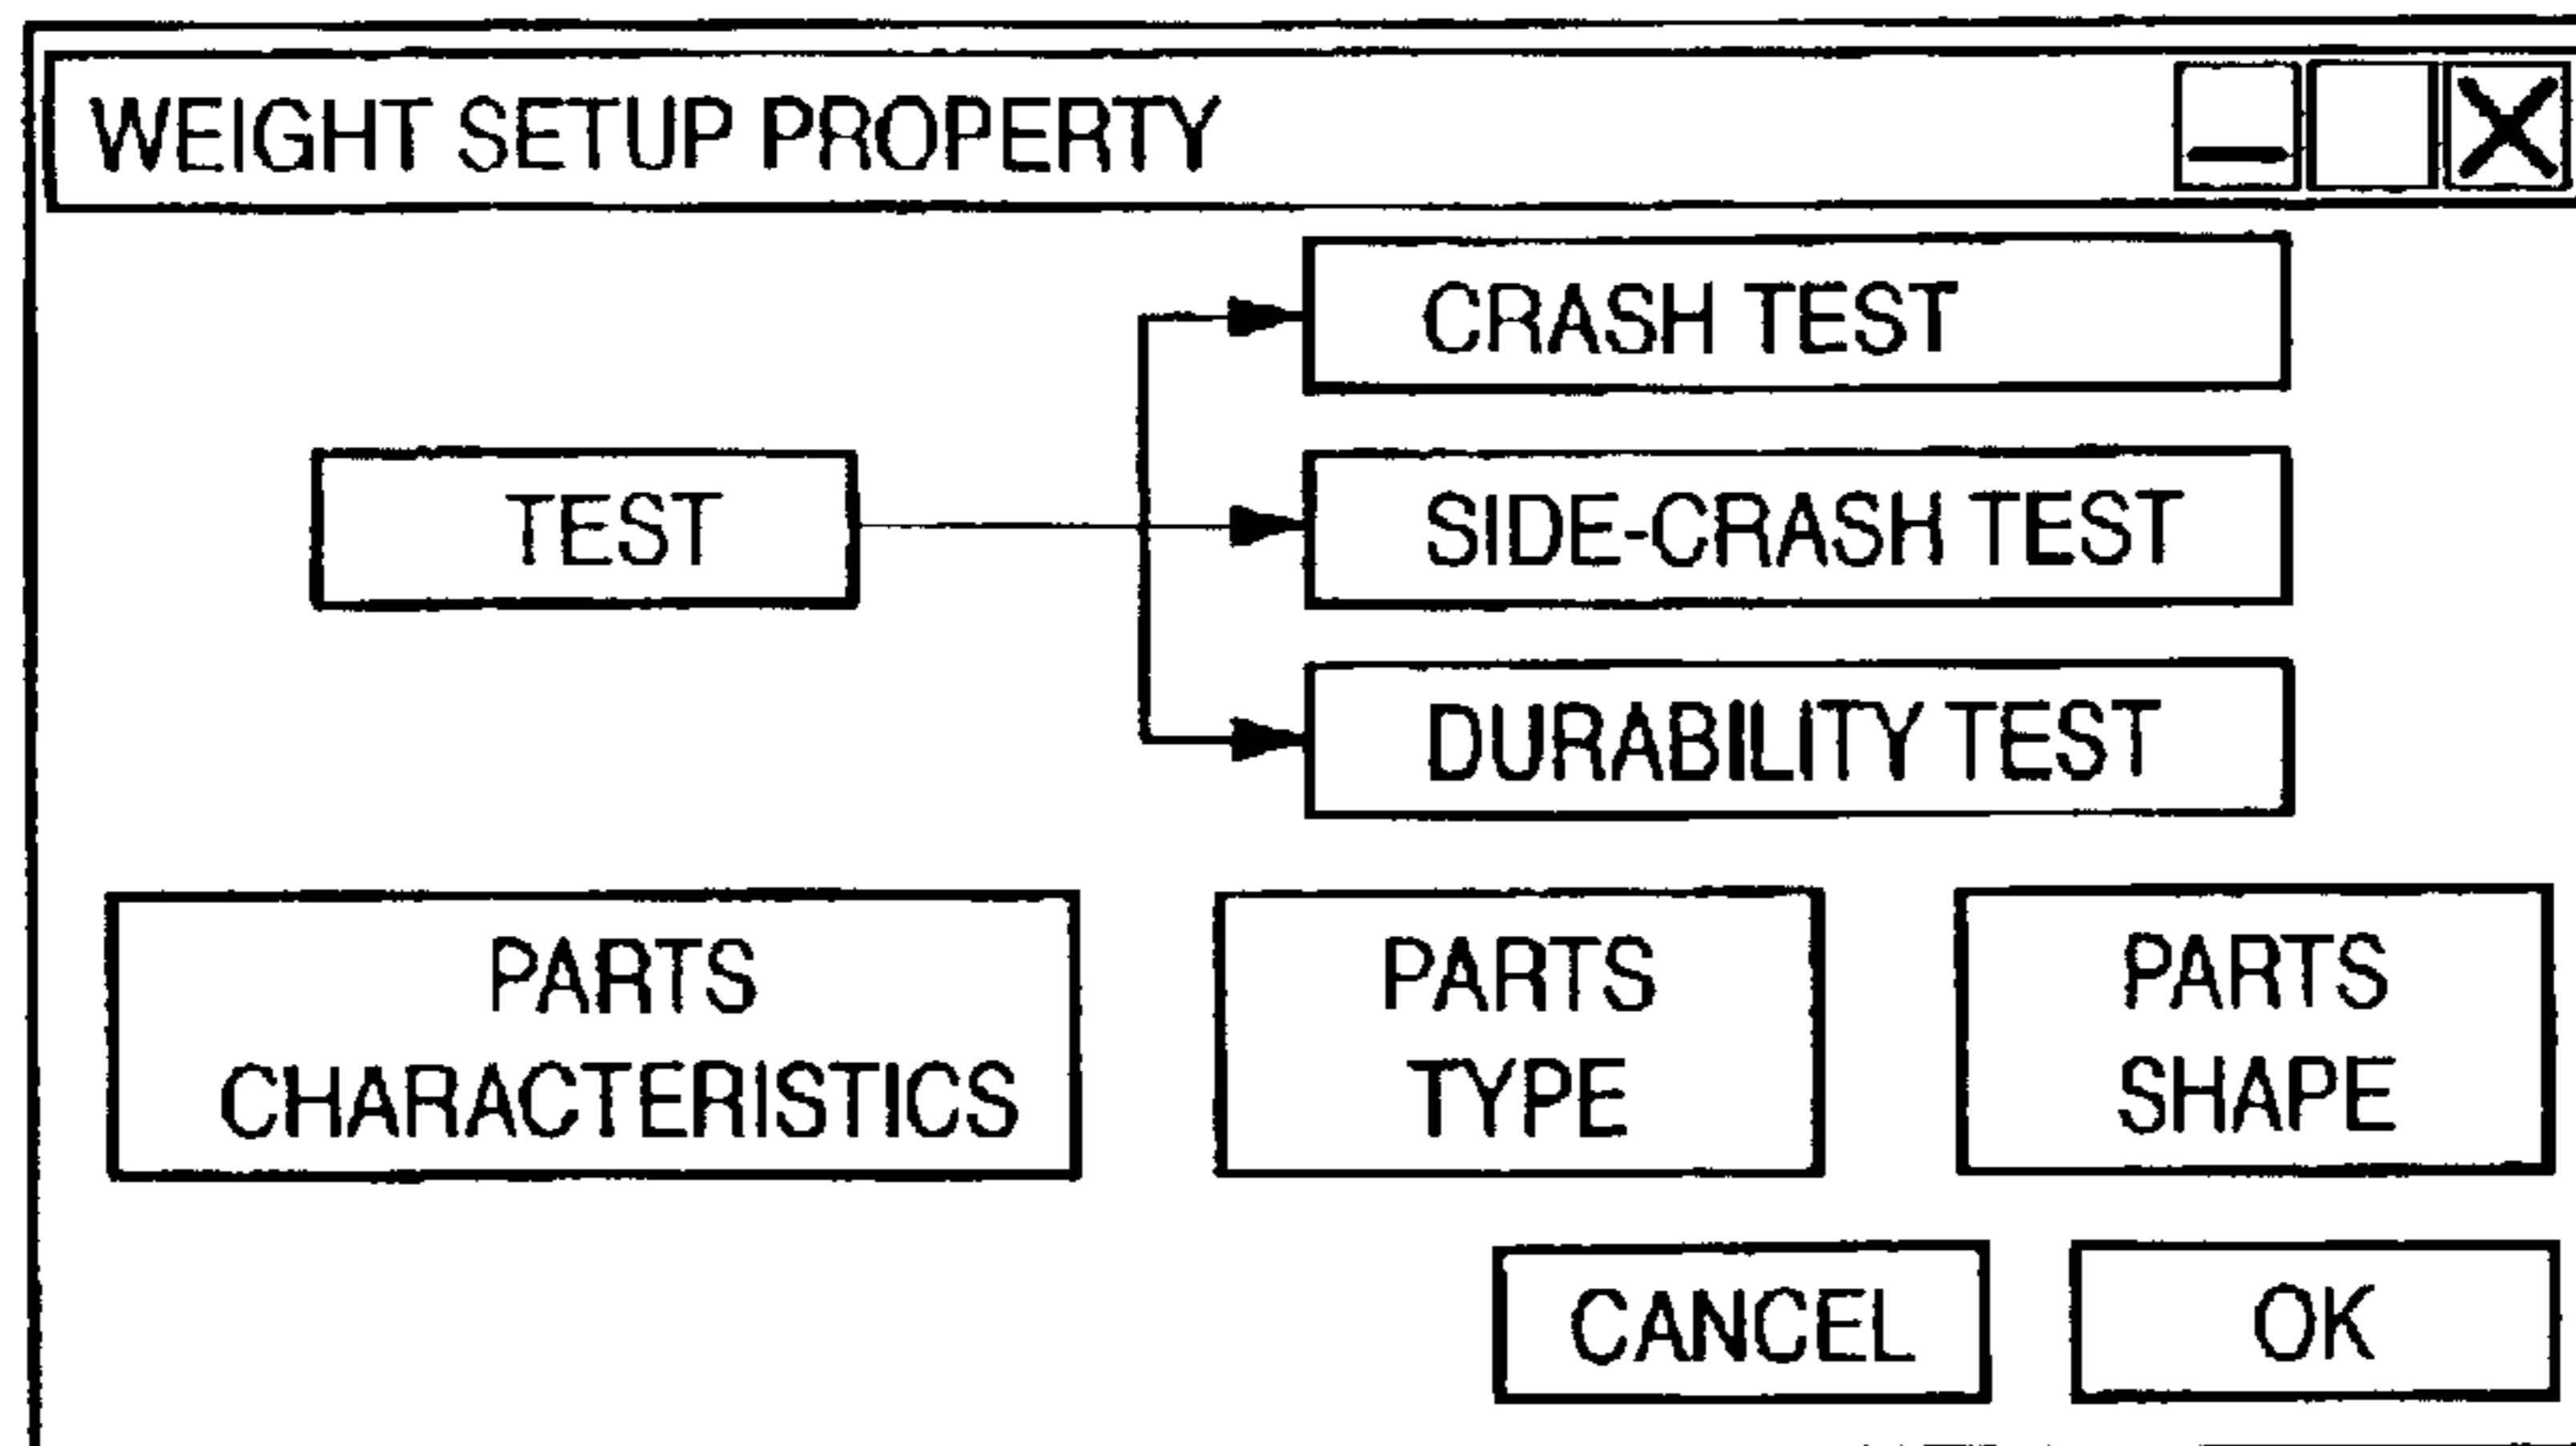 WEIGHT SETUP PROPERTY
CRASH TEST
TEST
SIDE-CRASH TEST
DURABILITY TEST
PARTS
CHARACTERISTICS
PARTS
TYPE
PARTS
SHAPE
CANCEL
OK